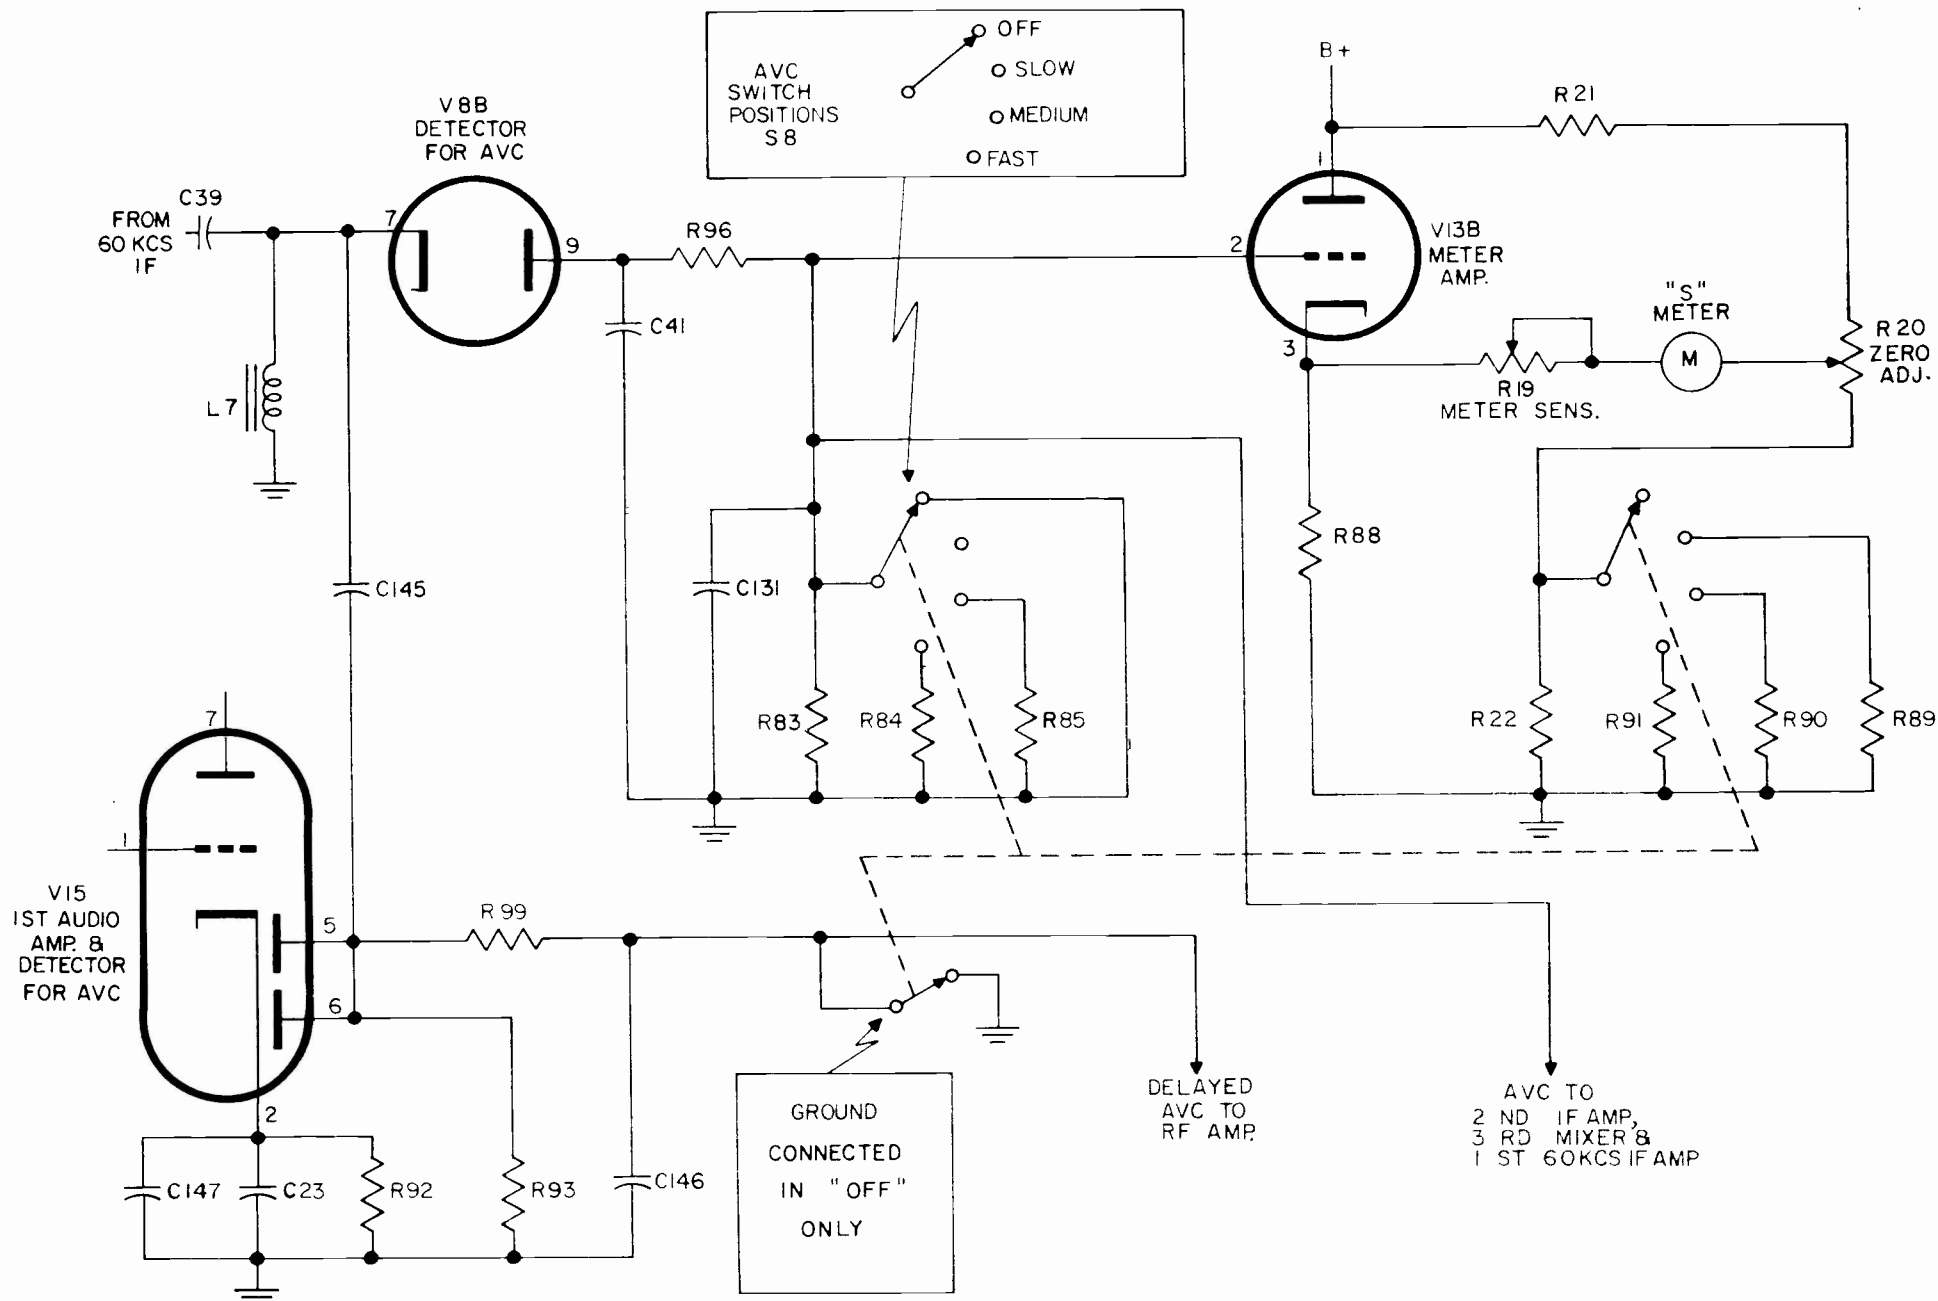 AVC
SWITCH
POSITIONS
S8
OFF
SLOW
MEDIUM
FAST
B+
R21
V8B
DETECTOR
FOR AVC
C39
FROM
60 KCS
IF
7
9
R96
C41
L7
1
2
3
V13B
METER
AMP.
"S"
METER
M
R20
ZERO
ADJ.
R19
METER SENS.
C145
C131
R83
R84
R85
R88
R22
R91
R90
R89
7
1
V15
1ST AUDIO
AMP. &
DETECTOR
FOR AVC
5
6
2
R99
C147
C23
R92
R93
C146
GROUND
CONNECTED
IN "OFF"
ONLY
DELAYED
AVC TO
RF AMP.
AVC TO
2 ND IF AMP,
3 RD MIXER &
1 ST 60KCS IF AMP